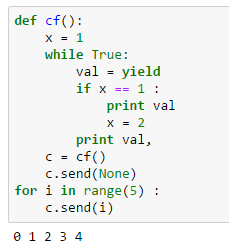 def cf():
    x = 1
    while True:
        val = yield
        if x == 1 :
            print val
            x = 2
        print val,
    c = cf()
    c.send(None)
for i in range(5) :
    c.send(i)
0 1 2 3 4